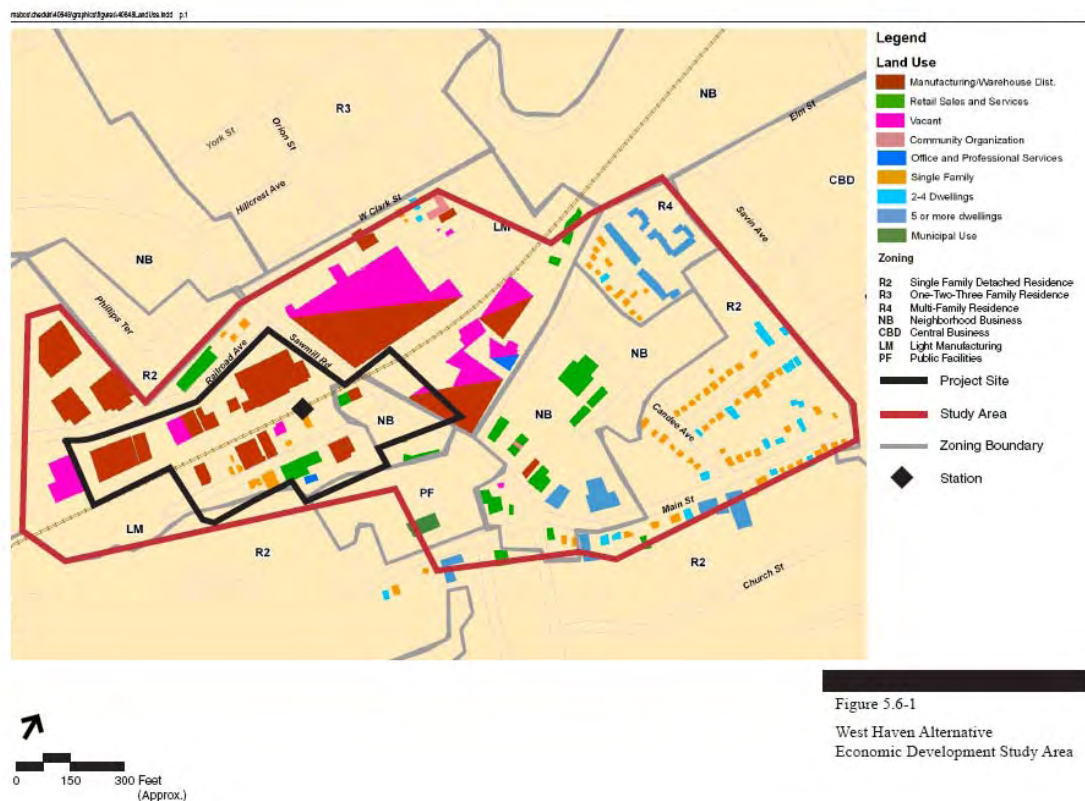 Legend
Land Use
Manufacturing/Warehouse Dist.
Retail Sales and Services
Vacant
Community Organization
Office and Professional Services
Single Family
2-4 Dwellings
5 or more dwellings
Municipal Use
Zoning
R2 Single Family Detached Residence
R3 One-Two-Three Family Residence
R4 Multi-Family Residence
NB Neighborhood Business
CBD Central Business
LM Light Manufacturing
PF Public Facilities
Project Site
Study Area
Zoning Boundary
Station
NB
R3
York St
Orion St
Elm St
CBD
Hillcrest Ave
W Clark St
LM
R4
Savin Ave
NB
Phillips Ter
R2
R2
Railroad Ave
Sawmill Rd
NB
NB
NB
Candee Ave
PF
Main St
LM
R2
R2
Church St
Figure 5.6-1
West Haven Alternative
Economic Development Study Area
0 150 300 Feet
(Approx.)